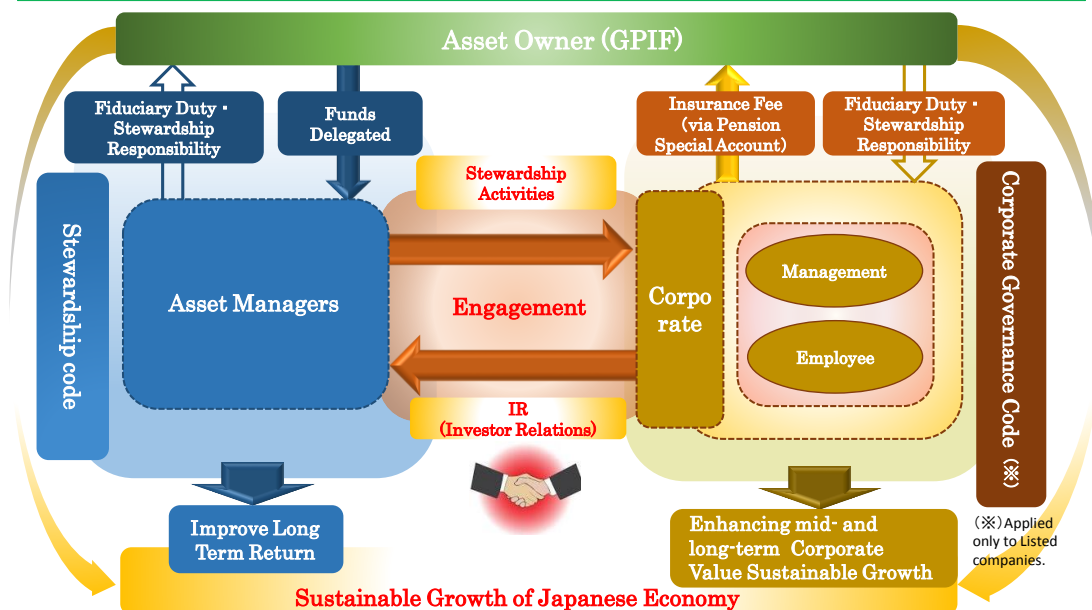 Asset Owner (GPIF)
Fiduciary Duty・
Stewardship
Responsibility
Funds
Delegated
Insurance Fee
（via Pension
Special Account）
Fiduciary Duty・
Stewardship
Responsibility
Stewardship
Activities
Stewardship code
Asset Managers
Engagement
Corpo
rate
Management
Employee
Corporate Governance Code（※）
IR
(Investor Relations)
Improve Long
Term Return
Enhancing mid- and
long-term Corporate
Value Sustainable Growth
（※）Applied
only to Listed
companies.
Sustainable Growth of Japanese Economy